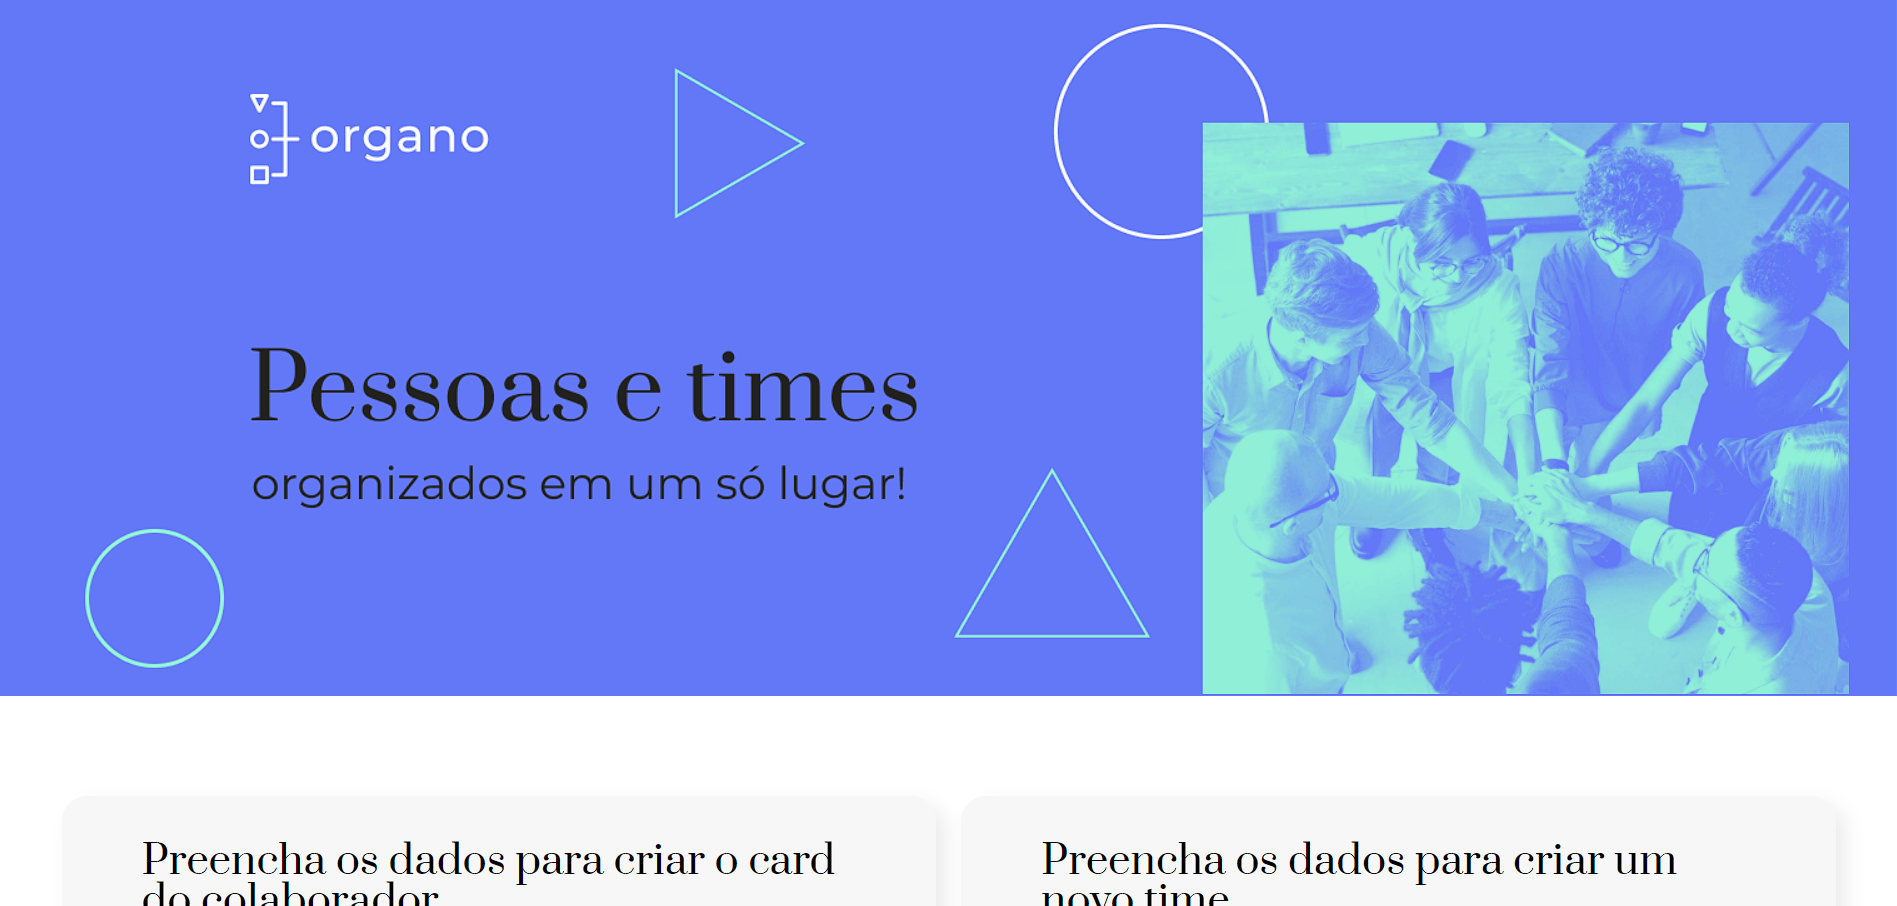 organo
Pessoas e times
organizados em um só lugar!
Preencha os dados para criar o card
do colaborador
Preencha os dados para criar um
novo time